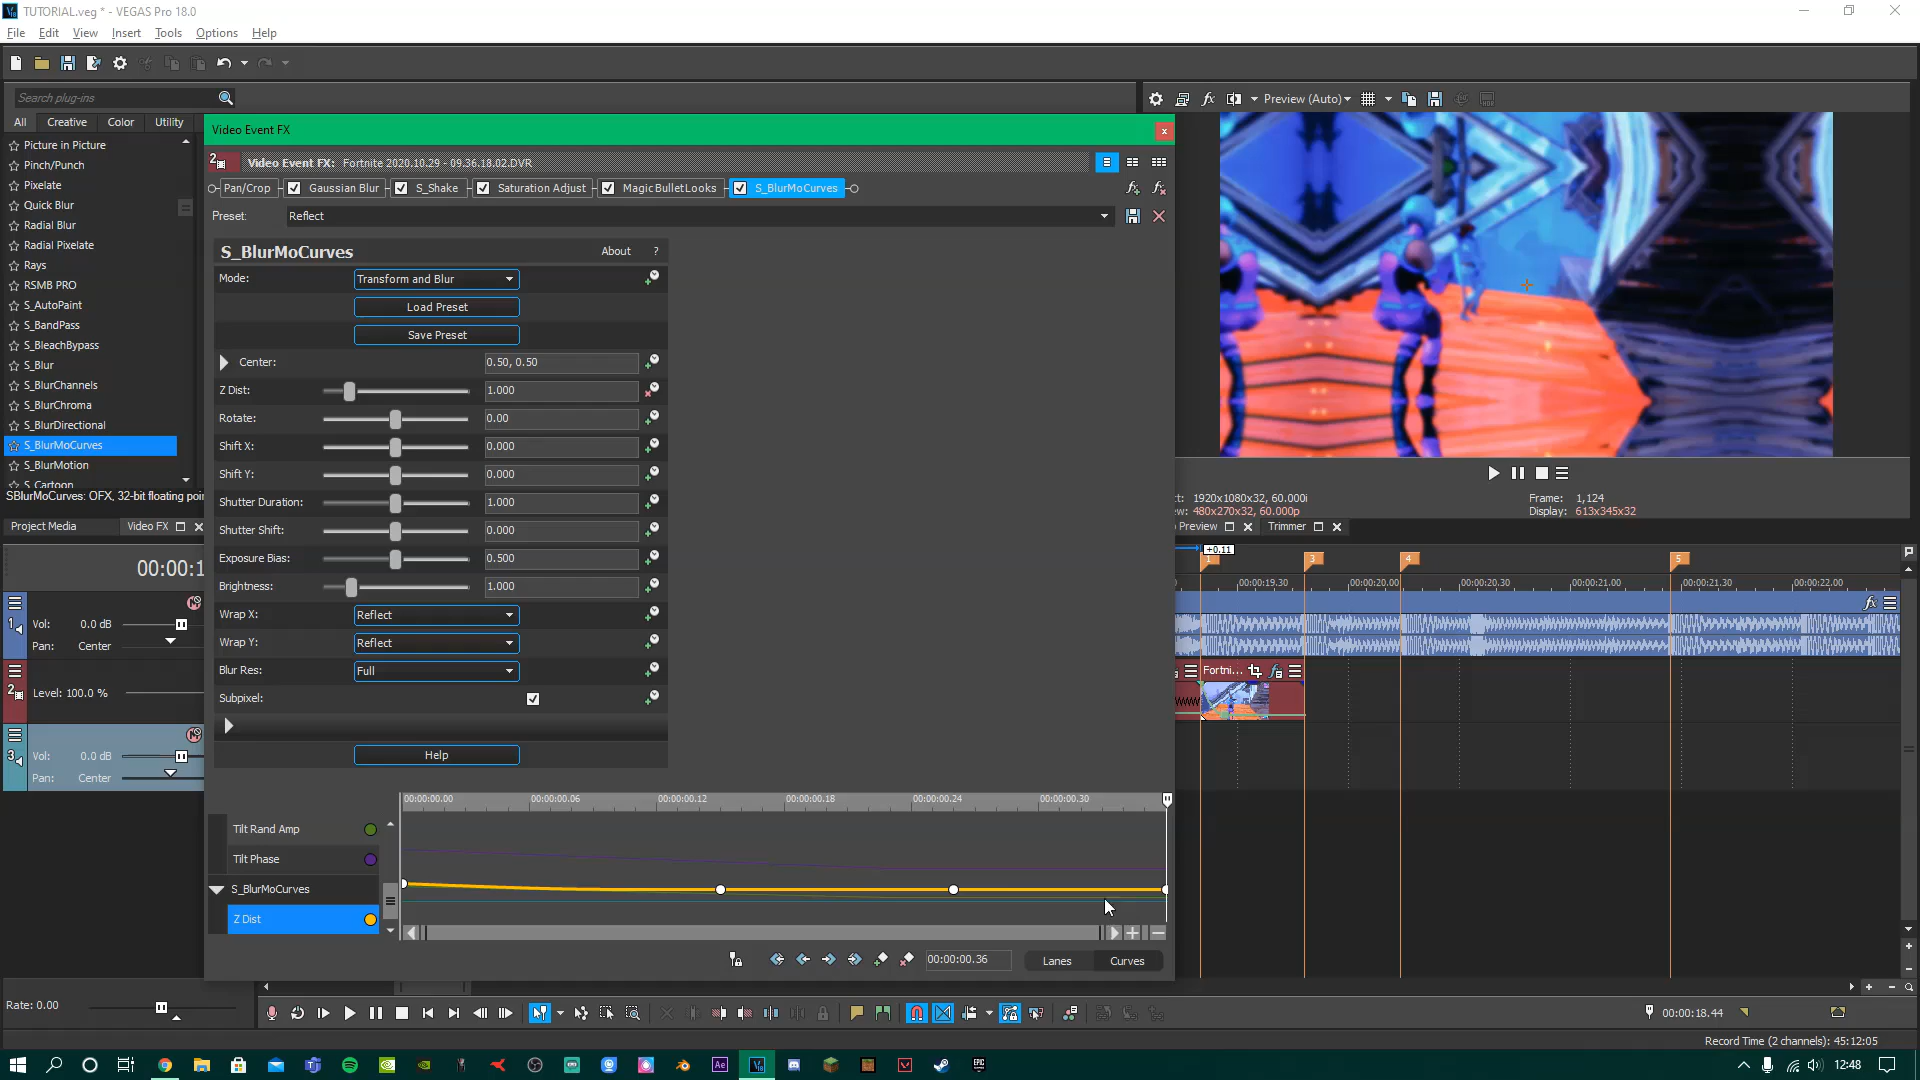 TUTORIAL.veg * - VEGAS Pro 18.0
File Edit View Insert Tools Options Help
Search plug-ins
All Creative Color Utility
Picture in Picture
Pinch/Punch
Pixelate
Quick Blur
Radial Blur
Radial Pixelate
Rays
RSMB PRO
S_AutoPaint
S_BandPass
S_BleachBypass
S_Blur
S_BlurChannels
S_BlurChroma
S_BlurDirectional
S_BlurMoCurves
S_BlurMotion
S_Cartoon
SBlurMoCurves: OFX, 32-bit floating poin
Project Media Video FX
Video Event FX
Video Event FX: Fortnite 2020.10.29 - 09.36.18.02.DVR
Pan/Crop Gaussian Blur S_Shake Saturation Adjust MagicBulletLooks S_BlurMoCurves
Preset: Reflect
S_BlurMoCurves About ?
Mode: Transform and Blur
Load Preset
Save Preset
Center: 0.50, 0.50
Z Dist: 1.000
Rotate: 0.00
Shift X: 0.000
Shift Y: 0.000
Shutter Duration: 1.000
Shutter Shift: 0.000
Exposure Bias: 0.500
Brightness: 1.000
Wrap X: Reflect
Wrap Y: Reflect
Blur Res: Full
Subpixel:
Help
00:00:00.00 00:00:00.06 00:00:00.12 00:00:00.18 00:00:00.24 00:00:00.30
Tilt Rand Amp
Tilt Phase
S_BlurMoCurves
Z Dist
00:00:00.36 Lanes Curves
Preview (Auto)
ct: 1920x1080x32, 60.000i
ew: 480x270x32, 60.000p
Frame: 1,124
Display: 613x345x32
o Preview Trimmer
00:00:1
+0.11
1 3 4 5
00:00:19.30 00:00:20.00 00:00:20.30 00:00:21.00 00:00:21.30 00:00:22.00
1 Vol: 0.0 dB
Pan: Center
2 Level: 100.0 %
3 Vol: 0.0 dB
Pan: Center
Fortni...
Rate: 0.00
00:00:18.44
Record Time (2 channels): 45:12:05
12:48